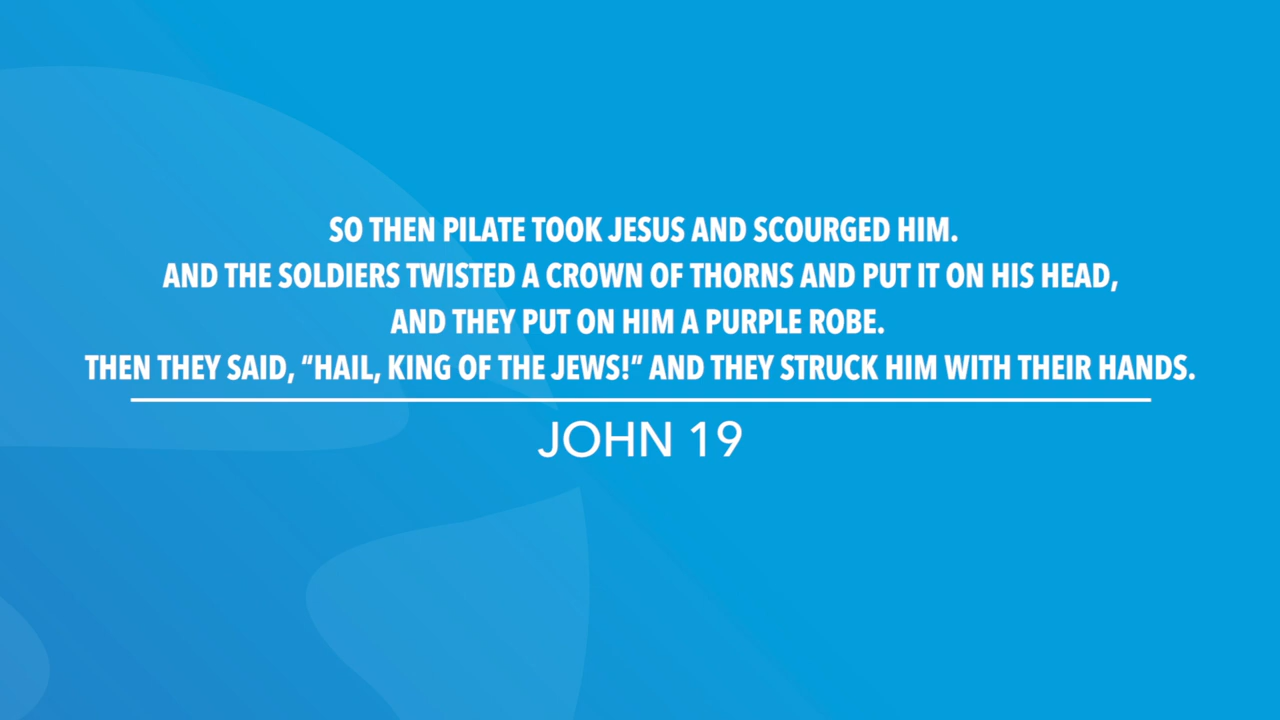 SO THEN PILATE TOOK JESUS AND SCOURGED HIM.
AND THE SOLDIERS TWISTED A CROWN OF THORNS AND PUT IT ON HIS HEAD,
AND THEY PUT ON HIM A PURPLE ROBE.
THEN THEY SAID, “HAIL, KING OF THE JEWS!” AND THEY STRUCK HIM WITH THEIR HANDS.
JOHN 19